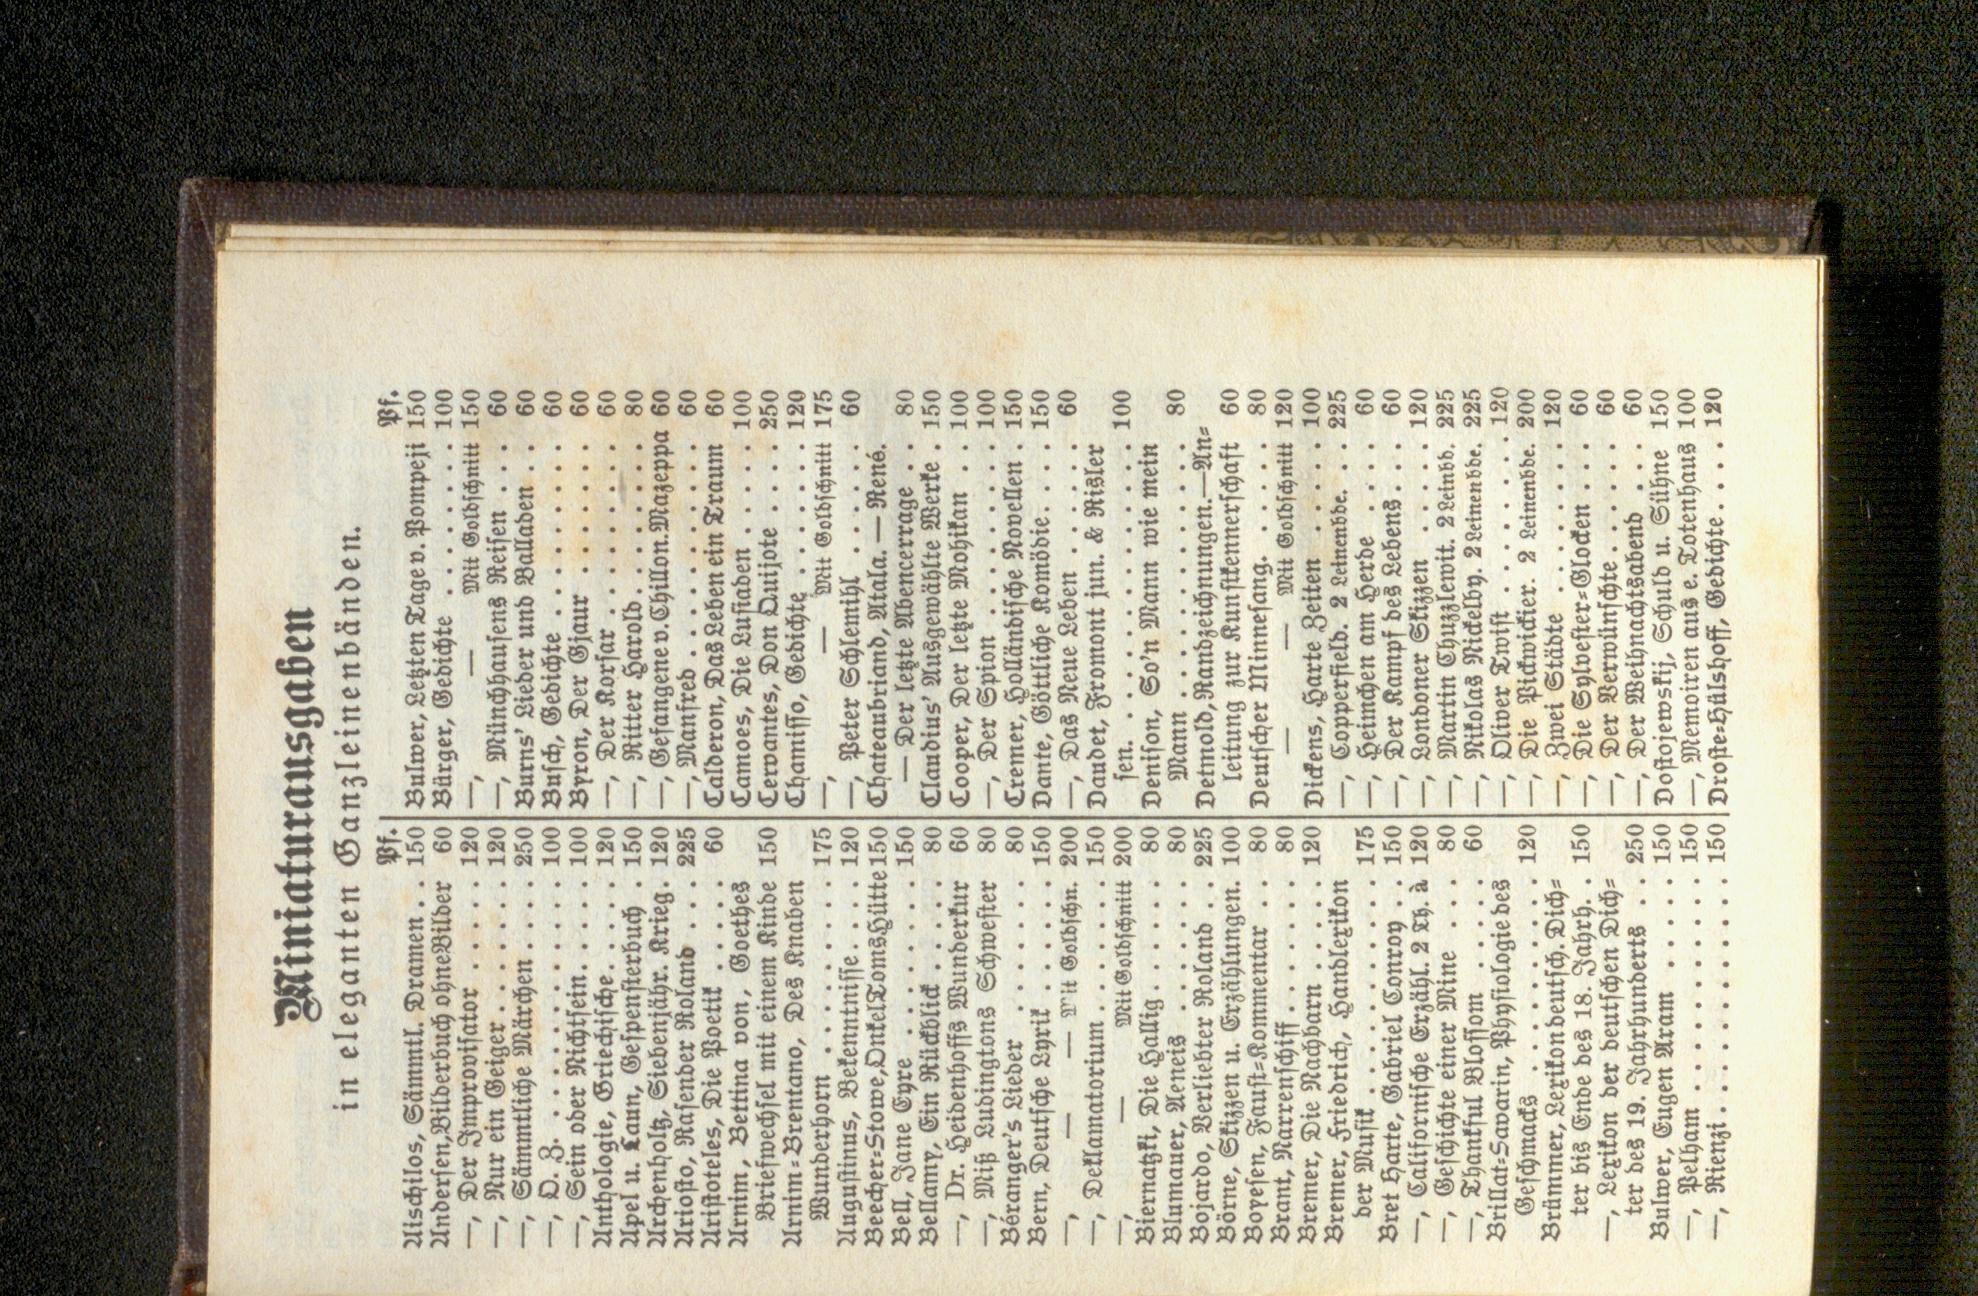 Miniaturausgaben
in eleganten Ganzleinenbänden.
Pf.
Aischilos, Sämmtl. Dramen . . 150
Andersen, Bilderbuch ohne Bilder 60
—, Der Improvisator . . . . . 120
—, Nur ein Geiger . . . . . . 120
—, Sämmtliche Märchen . . . . 250
—, O. Z. . . . . . . . . . . 100
—, Sein oder Nichtsein . . . . . 100
Anthologie, Griechische . . . . . 120
Apel u. Laun, Gespensterbuch . . 150
Archenholtz, Siebenjähr. Krieg . 120
Ariosto, Rasender Roland . . . 225
Aristoteles, Die Poetik . . . . 60
Arnim, Bettina von, Goethes
Briefwechsel mit einem Kinde 150
Arnim-Brentano, Des Knaben
Wunderhorn . . . . . . . . 175
Augustinus, Bekenntnisse . . . . 120
Beecher-Stowe, Onkel Toms Hütte 150
Bell, Jane Eyre . . . . . . . 150
Bellamy, Ein Rückblick . . . . . 80
—, Dr. Heidenhoffs Wunderkur 60
—, Miß Ludingtons Schwester 80
Béranger's Lieder . . . . . . 80
Bern, Deutsche Lyrik . . . . . 150
—, — — Mit Goldschn. 200
—, Deklamatorium . . . . . . 150
—, — Mit Goldschnitt 200
Biernatzki, Die Hallig . . . . . 80
Blumauer, Aeneis . . . . . . 80
Bojardo, Verliebter Roland . . 225
Börne, Skizzen u. Erzählungen. 100
Boyesen, Faust-Kommentar . . 80
Brant, Narrenschiff . . . . . . 80
Bremer, Die Nachbarn . . . . 120
Bremer, Friedrich, Handlexikon
der Musik . . . . . . . . . 175
Bret Harte, Gabriel Conroy . . 150
—, Californische Erzähl. 2 Th. à 120
—, Geschichte einer Mine . . . 80
—, Thankful Blossom . . . . . 60
Brillat-Savarin, Physiologie des
Geschmacks . . . . . . . . 120
Brümmer, Lexikon deutsch. Dich-
ter bis Ende des 18. Jahrh. . 150
—, Lexikon der deutschen Dich-
ter des 19. Jahrhunderts . . 250
Bulwer, Eugen Aram . . . . . 150
—, Pelham . . . . . . . . . 150
—, Rienzi . . . . . . . . . . 150
Pf.
Bulwer, Letzten Tage v. Pompeji 150
Bürger, Gedichte . . . . . . . 100
—, — Mit Goldschnitt 150
—, Münchhausens Reisen . . . 60
Burns' Lieder und Balladen . . 60
Busch, Gedichte . . . . . . . . 60
Byron, Der Gjaur . . . . . . 60
—, Der Korsar . . . . . . . . 60
—, Ritter Harold . . . . . . . 80
—, Gefangene v. Chillon. Mazeppa 60
—, Manfred . . . . . . . . . 60
Calderon, Das Leben ein Traum 60
Camoes, Die Lusiaden . . . . . 100
Cervantes, Don Quijote . . . . 250
Chamisso, Gedichte . . . . . . 120
—, — Mit Goldschnitt 175
—, Peter Schlemihl . . . . . . 60
Chateaubriand, Atala. — René.
— Der letzte Abencerrage . . 80
Claudius' Ausgewählte Werke . 150
Cooper, Der letzte Mohikan . . 100
—, Der Spion . . . . . . . . 100
Cremer, Holländische Novellen . 150
Dante, Göttliche Komödie . . . . 150
—, Das Neue Leben . . . . . . 60
Daudet, Fromont jun. & Risler
sen. . . . . . . . . . . . . 100
Denison, So'n Mann wie mein
Mann . . . . . . . . . . . 80
Detmold, Randzeichnungen.—An-
leitung zur Kunstkennerschaft 60
Deutscher Minnesang. . . . . . 80
— — Mit Goldschnitt 120
Dickens, Harte Zeiten . . . . . 100
—, Copperfield. 2 Leinenbde. . . 225
—, Heimchen am Herde . . . . 60
—, Der Kampf des Lebens . . . 60
—, Londoner Skizzen . . . . . 120
—, Martin Chuzzlewit. 2 Leinbd. 225
—, Nikolas Nickelby. 2 Leinenbde. 225
—, Oliver Twist . . . . . . . 120
—, Die Pickwickier. 2 Leinenbde. 200
—, Zwei Städte . . . . . . . 120
—, Die Sylvester-Glocken . . . 60
—, Der Verwünschte . . . . . . 60
—, Der Weihnachtsabend . . . 60
Dostojewskij, Schuld u. Sühne 150
—, Memoiren aus e. Totenhaus 100
Droste-Hülshoff, Gedichte . . . . 120